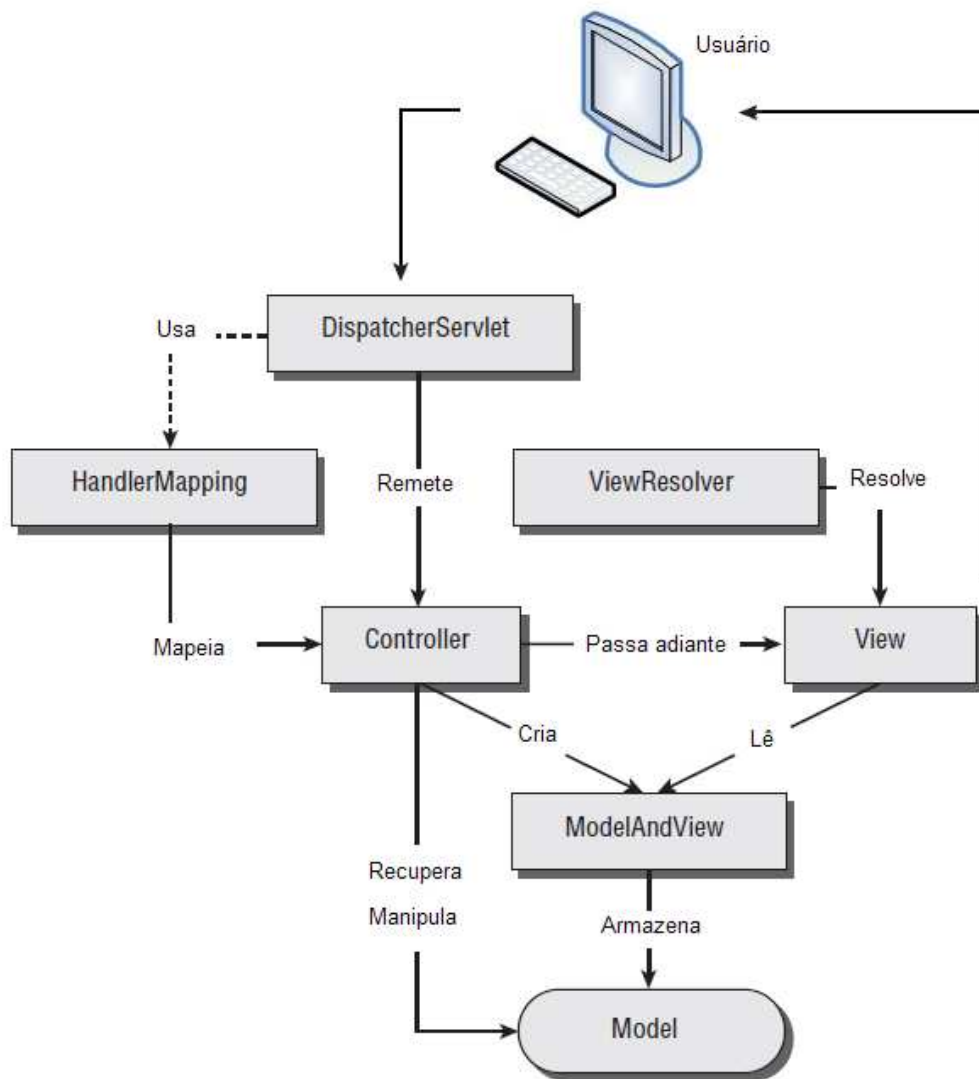 Usuário
DispatcherServlet
Usa
HandlerMapping
Remete
ViewResolver
Resolve
Mapeia
Controller
Passa adiante
View
Cria
Lê
ModelAndView
Recupera
Manipula
Armazena
Model